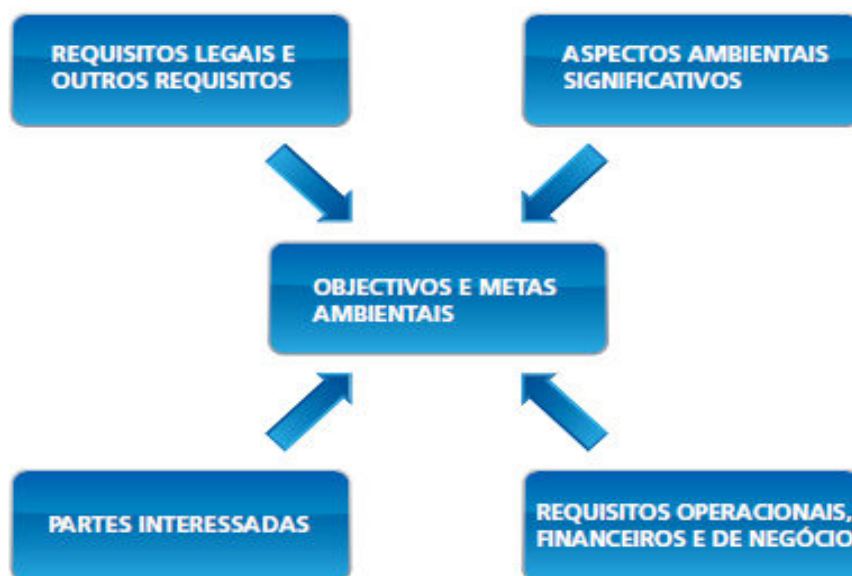 REQUISITOS LEGAIS E
OUTROS REQUISITOS
ASPECTOS AMBIENTAIS
SIGNIFICATIVOS
OBJECTIVOS E METAS
AMBIENTAIS
PARTES INTERESSADAS
REQUISITOS OPERACIONAIS,
FINANCEIROS E DE NEGÓCIO